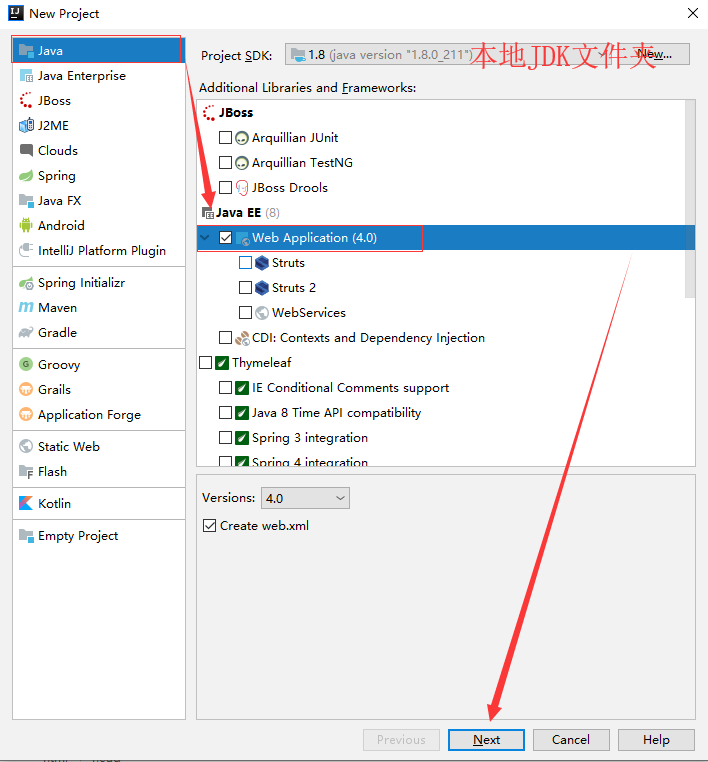 New Project
Java
Java Enterprise
JBoss
J2ME
Clouds
Spring
Java FX
Android
IntelliJ Platform Plugin
Spring Initializr
Maven
Gradle
Groovy
Grails
Application Forge
Static Web
Flash
Kotlin
Empty Project
Project SDK: 1.8 (java version "1.8.0_211") New...
本地JDK文件夹
Additional Libraries and Frameworks:
JBoss
Arquillian JUnit
Arquillian TestNG
JBoss Drools
Java EE (8)
Web Application (4.0)
Struts
Struts 2
WebServices
CDI: Contexts and Dependency Injection
Thymeleaf
IE Conditional Comments support
Java 8 Time API compatibility
Spring 3 integration
Spring 4 integration
Versions: 4.0
Create web.xml
Previous Next Cancel Help